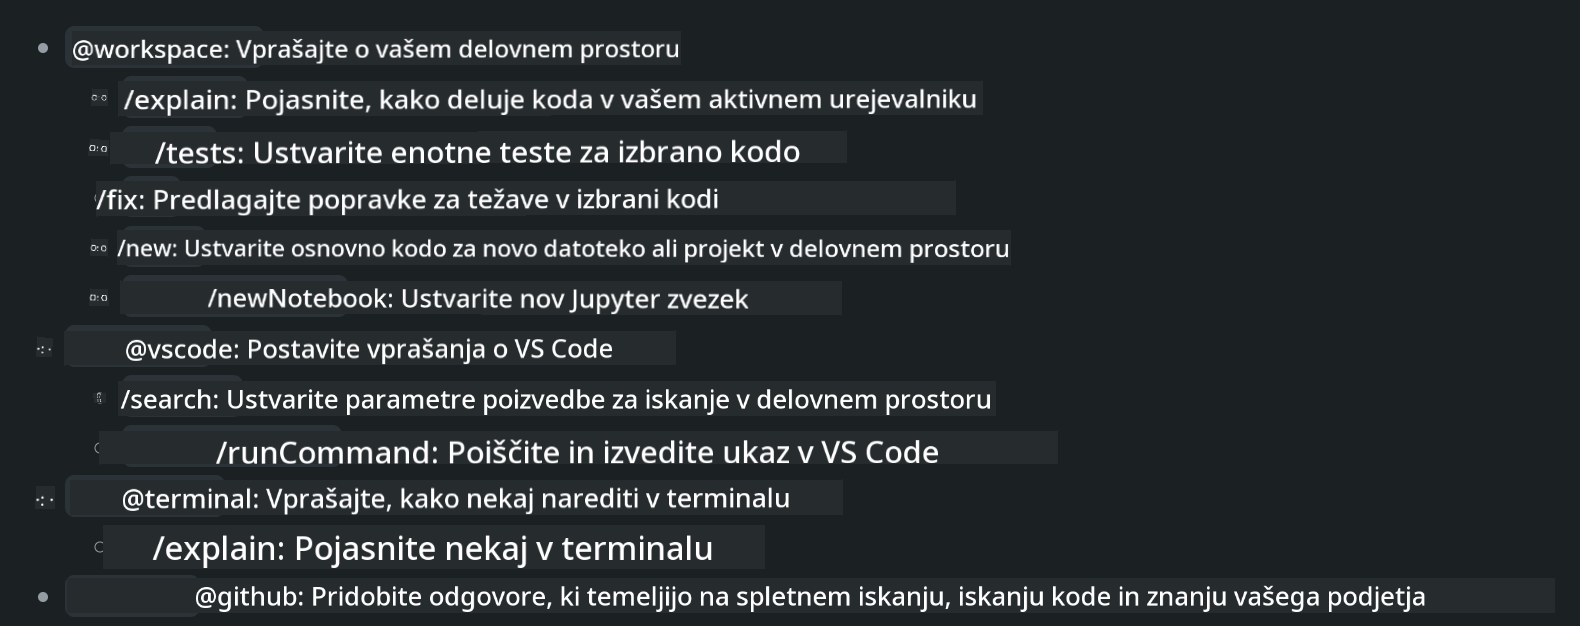 @workspace: Vprašajte o vašem delovnem prostoru
/explain: Pojasnite, kako deluje koda v vašem aktivnem urejevalniku
/tests: Ustvarite enotne teste za izbrano kodo
/fix: Predlagajte popravke za težave v izbrani kodi
/new: Ustvarite osnovno kodo za novo datoteko ali projekt v delovnem prostoru
/newNotebook: Ustvarite nov Jupyter zvezek
@vscode: Postavite vprašanja o VS Code
/search: Ustvarite parametre poizvedbe za iskanje v delovnem prostoru
/runCommand: Poiščite in izvedite ukaz v VS Code
@terminal: Vprašajte, kako nekaj narediti v terminalu
/explain: Pojasnite nekaj v terminalu
@github: Pridobite odgovore, ki temeljijo na spletnem iskanju, iskanju kode in znanju vašega podjetja